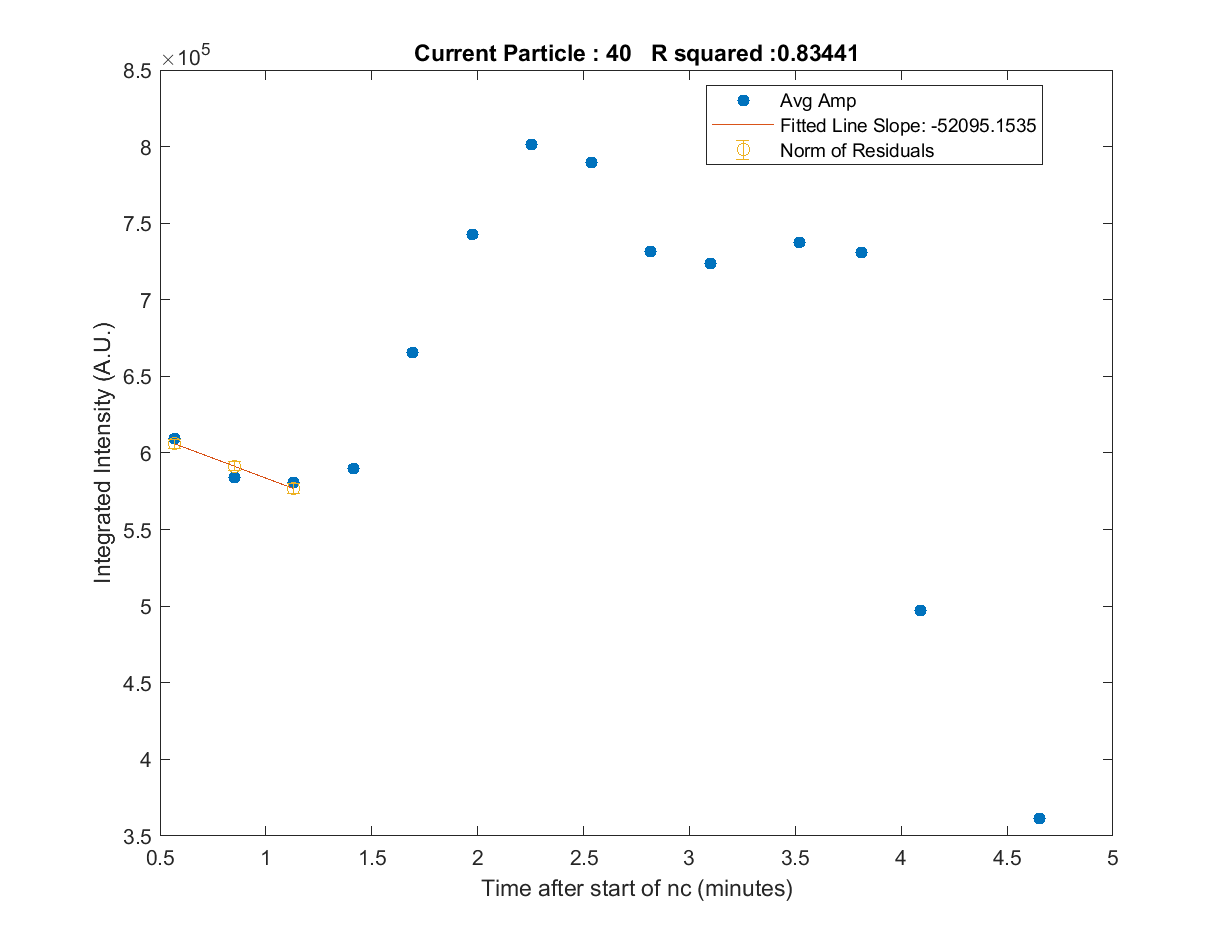 Current Particle : 40 R squared :0.83441
×10^5
8.5
8
7.5
7
6.5
6
5.5
5
4.5
4
3.5
Integrated Intensity (A.U.)
Avg Amp
Fitted Line Slope: -52095.1535
Norm of Residuals
0.5 1 1.5 2 2.5 3 3.5 4 4.5 5
Time after start of nc (minutes)